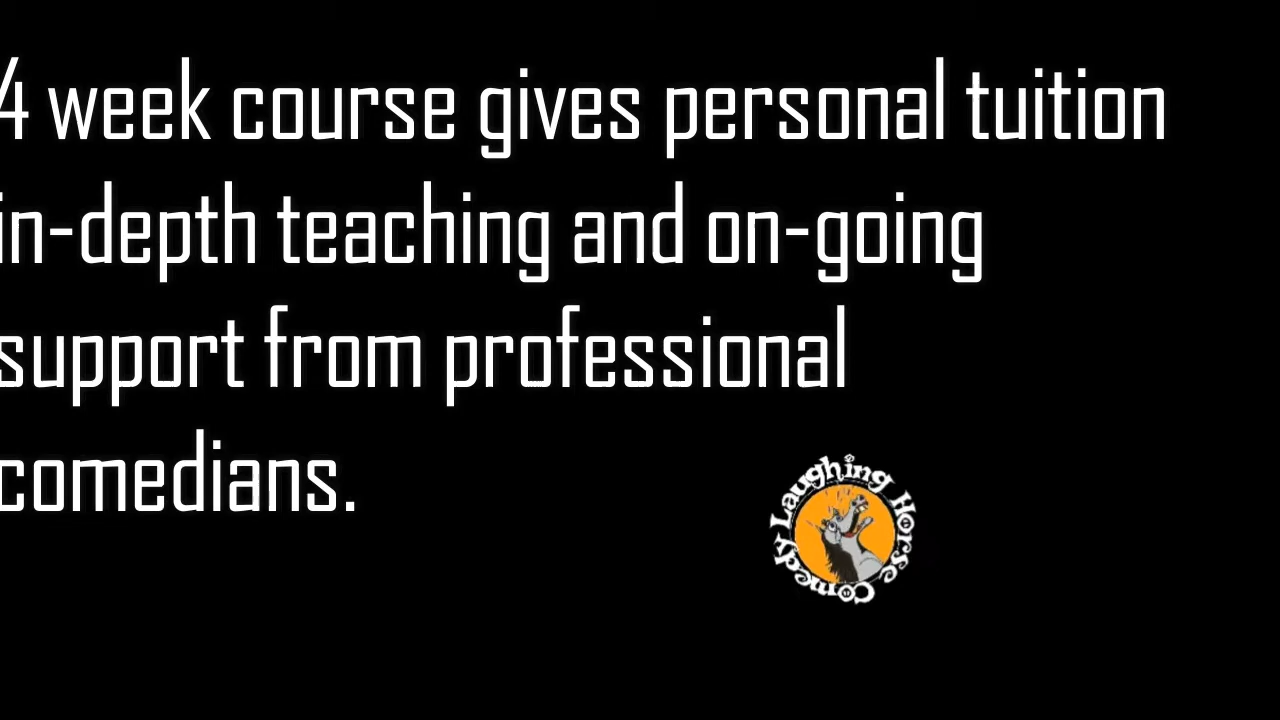 4 week course gives personal tuition
in-depth teaching and on-going
support from professional
comedians.
Laughing Horse Comedy